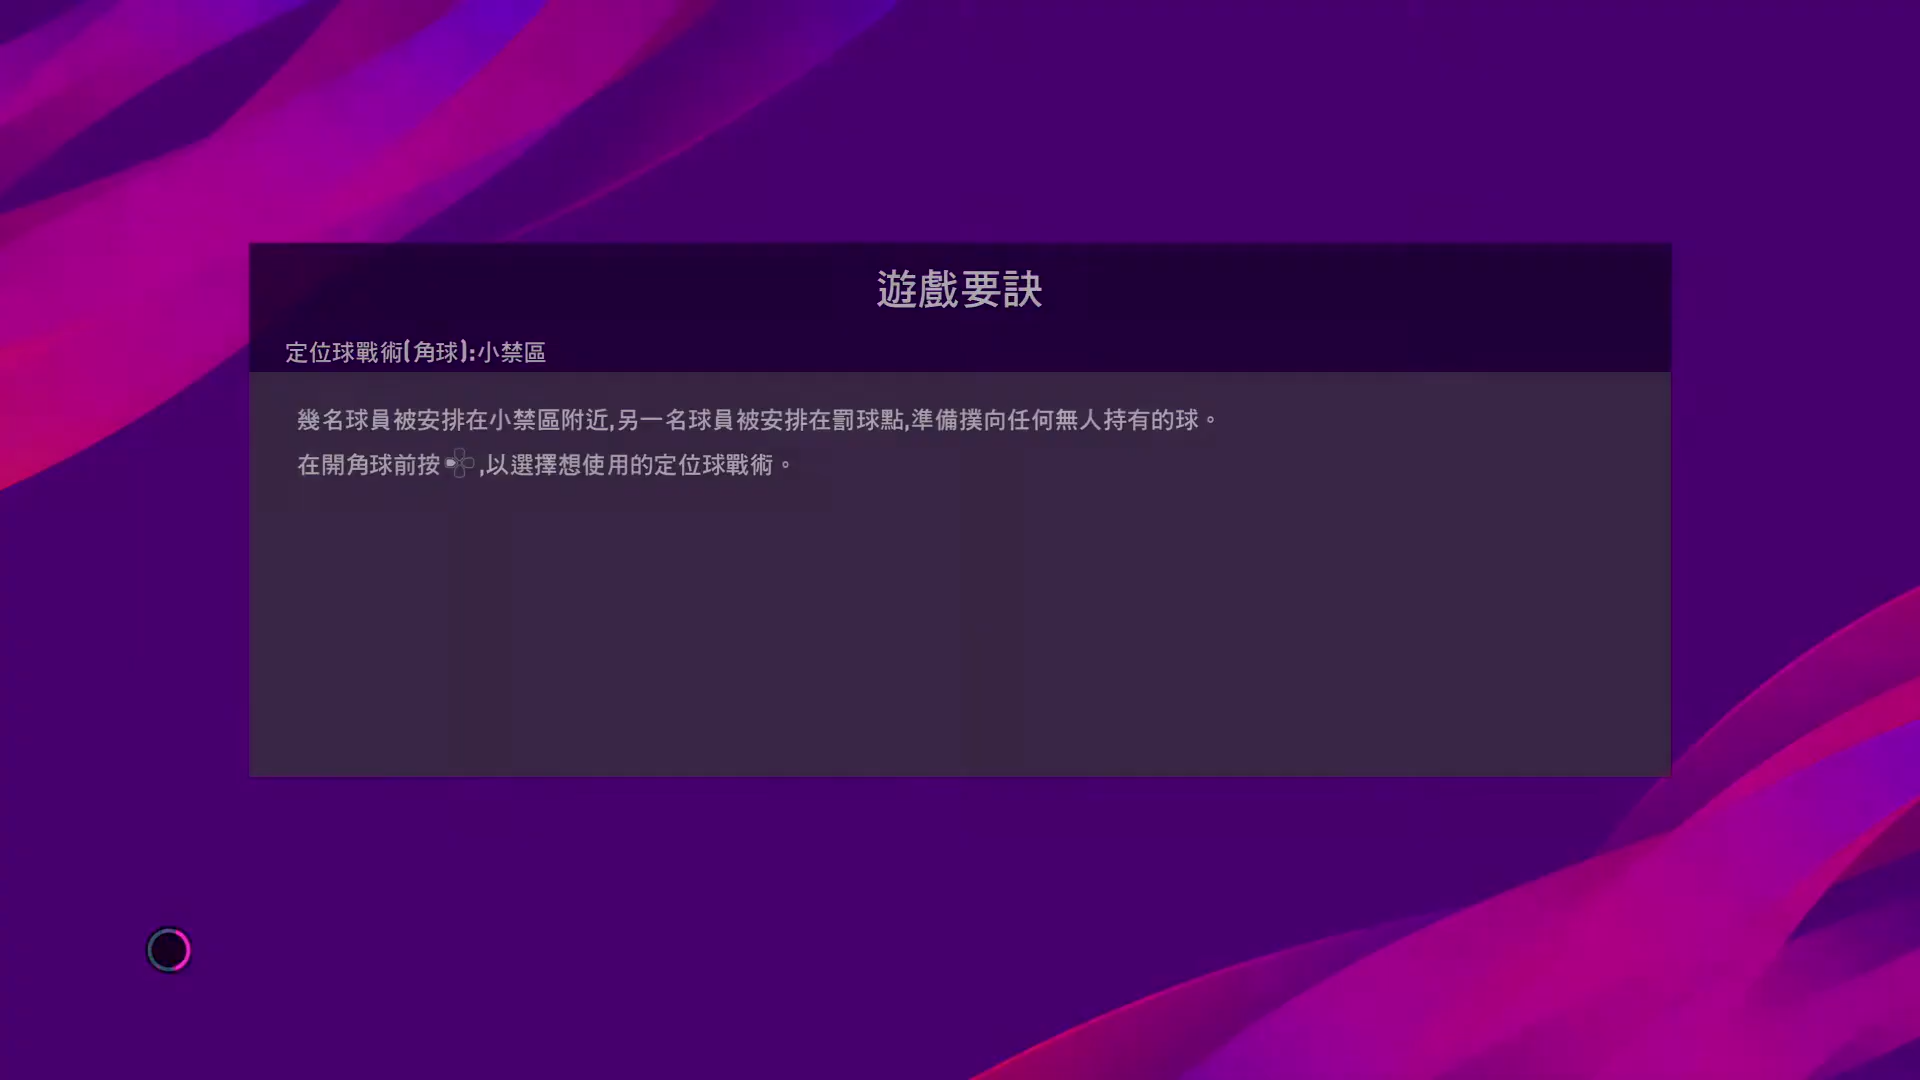 遊戲要訣
定位球戰術(角球):小禁區
幾名球員被安排在小禁區附近,另一名球員被安排在罰球點,準備撲向任何無人持有的球。
在開角球前按 ,以選擇想使用的定位球戰術。